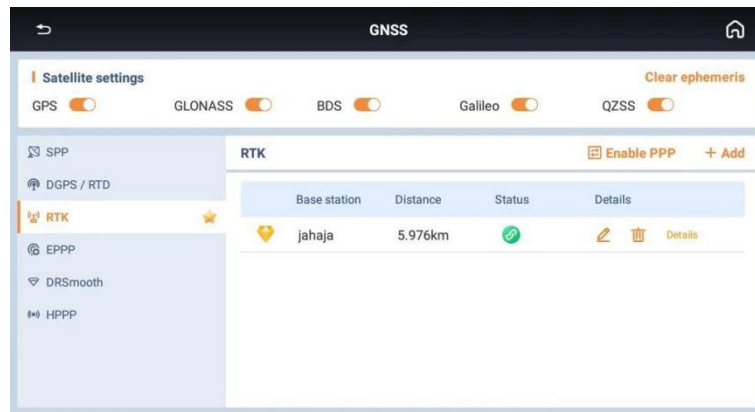 GNSS
Satellite settings Clear ephemeris
GPS GLONASS BDS Galileo QZSS
SPP
DGPS / RTD
RTK
EPPP
DRSmooth
HPPP
RTK Enable PPP + Add
Base station Distance Status Details
jahaja 5.976km Details